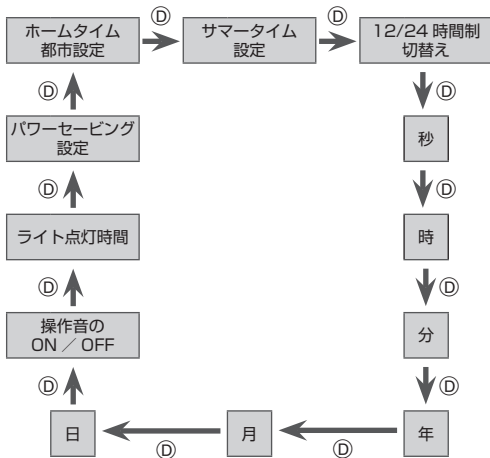 Ⓓ
Ⓓ
ホームタイム
都市設定
サマータイム
設定
12/24 時間制
切替え
Ⓓ
Ⓓ
パワーセービング
設定
秒
Ⓓ
Ⓓ
ライト点灯時間
時
Ⓓ
Ⓓ
操作音の
ON ／ OFF
分
Ⓓ
Ⓓ
日
月
年
Ⓓ
Ⓓ